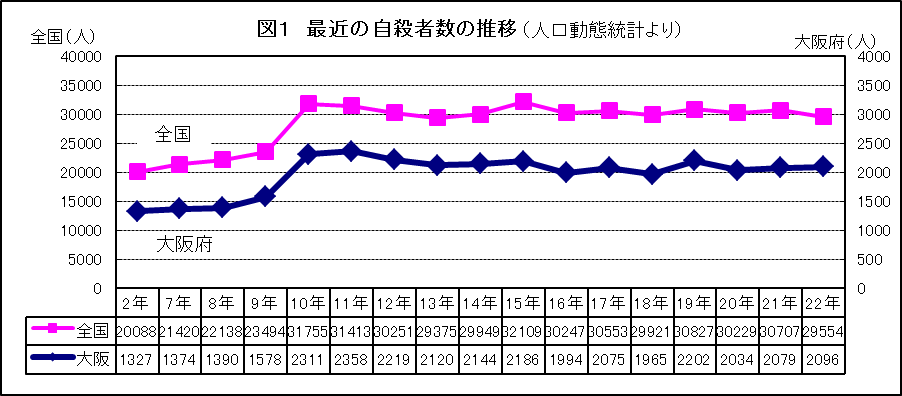 図1 最近の自殺者数の推移(人口動態統計より)
全国(人) 大阪府(人)
40000 4000
35000 3500
30000 3000
25000 2500
20000 2000
15000 1500
10000 1000
5000 500
0 0
全国
大阪府
2年 7年 8年 9年 10年 11年 12年 13年 14年 15年 16年 17年 18年 19年 20年 21年 22年
全国 20088 21420 22138 23494 31755 31413 30251 29375 29949 32109 30247 30553 29921 30827 30229 30707 29554
大阪 1327 1374 1390 1578 2311 2358 2219 2120 2144 2186 1994 2075 1965 2202 2034 2079 2096